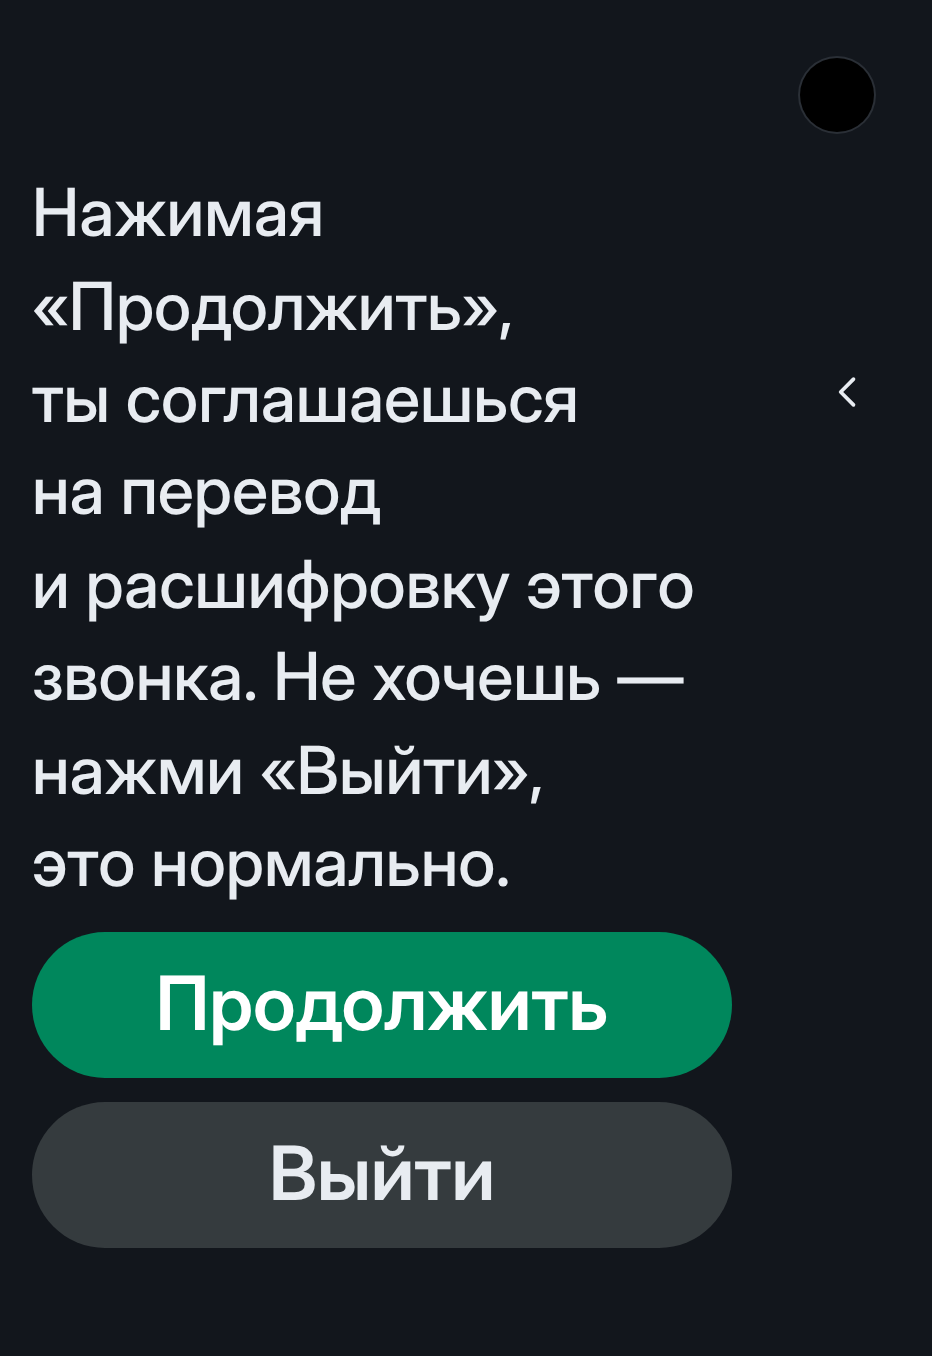 Нажимая
«Продолжить»,
ты соглашаешься
на перевод
и расшифровку этого
звонка. Не хочешь —
нажми «Выйти»,
это нормально.
Продолжить
Выйти